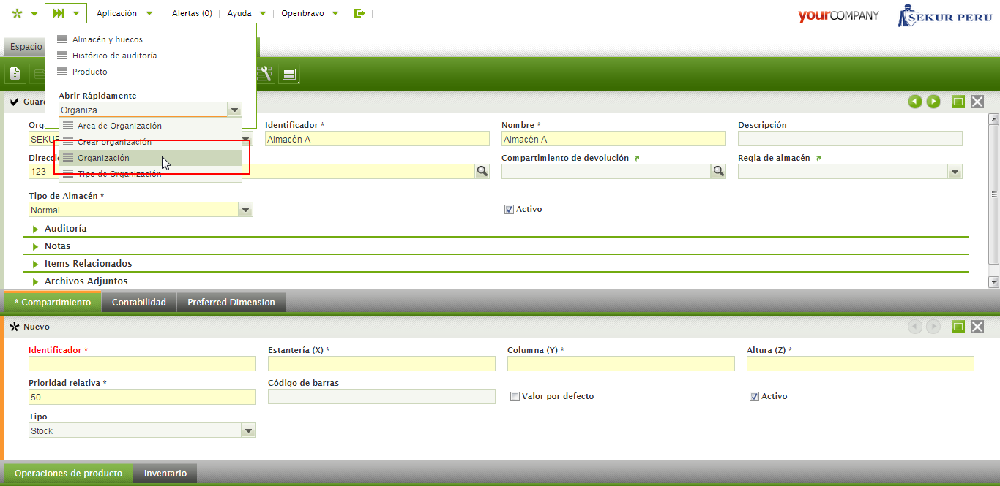 Aplicación
Alertas (0)
Ayuda
Openbravo
yourCOMPANY
SEKUR PERU
Espacio
Almacén y huecos
Histórico de auditoría
Producto
Abrir Rápidamente
Organiza
Area de Organización
Crear organización
Organización
Tipo de Organización
Guar
Org
Identificador *
Nombre *
Descripción
SEKUR
Almacén A
Almacén A
Direcci
Compartimiento de devolución
Regla de almacén
123 -
Tipo de Almacén *
Normal
Activo
Auditoría
Notas
Items Relacionados
Archivos Adjuntos
* Compartimiento
Contabilidad
Preferred Dimension
Nuevo
Identificador *
Estantería (X) *
Columna (Y) *
Altura (Z) *
Prioridad relativa *
Código de barras
50
Valor por defecto
Activo
Tipo
Stock
Operaciones de producto
Inventario